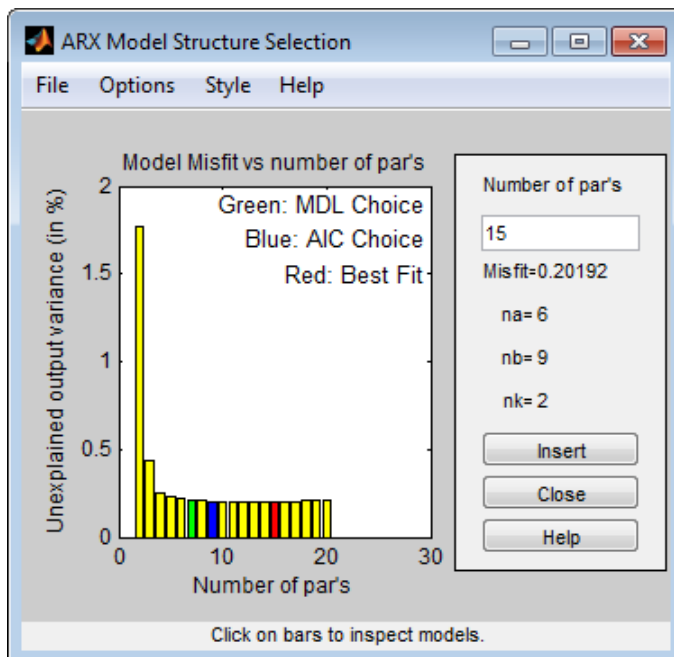 ARX Model Structure Selection
File Options Style Help
Model Misfit vs number of par's
Unexplained output variance (in %)
2
1.5
1
0.5
0
0 10 20 30
Number of par's
Green: MDL Choice
Blue: AIC Choice
Red: Best Fit
Number of par's
15
Misfit=0.20192
na= 6
nb= 9
nk= 2
Insert
Close
Help
Click on bars to inspect models.